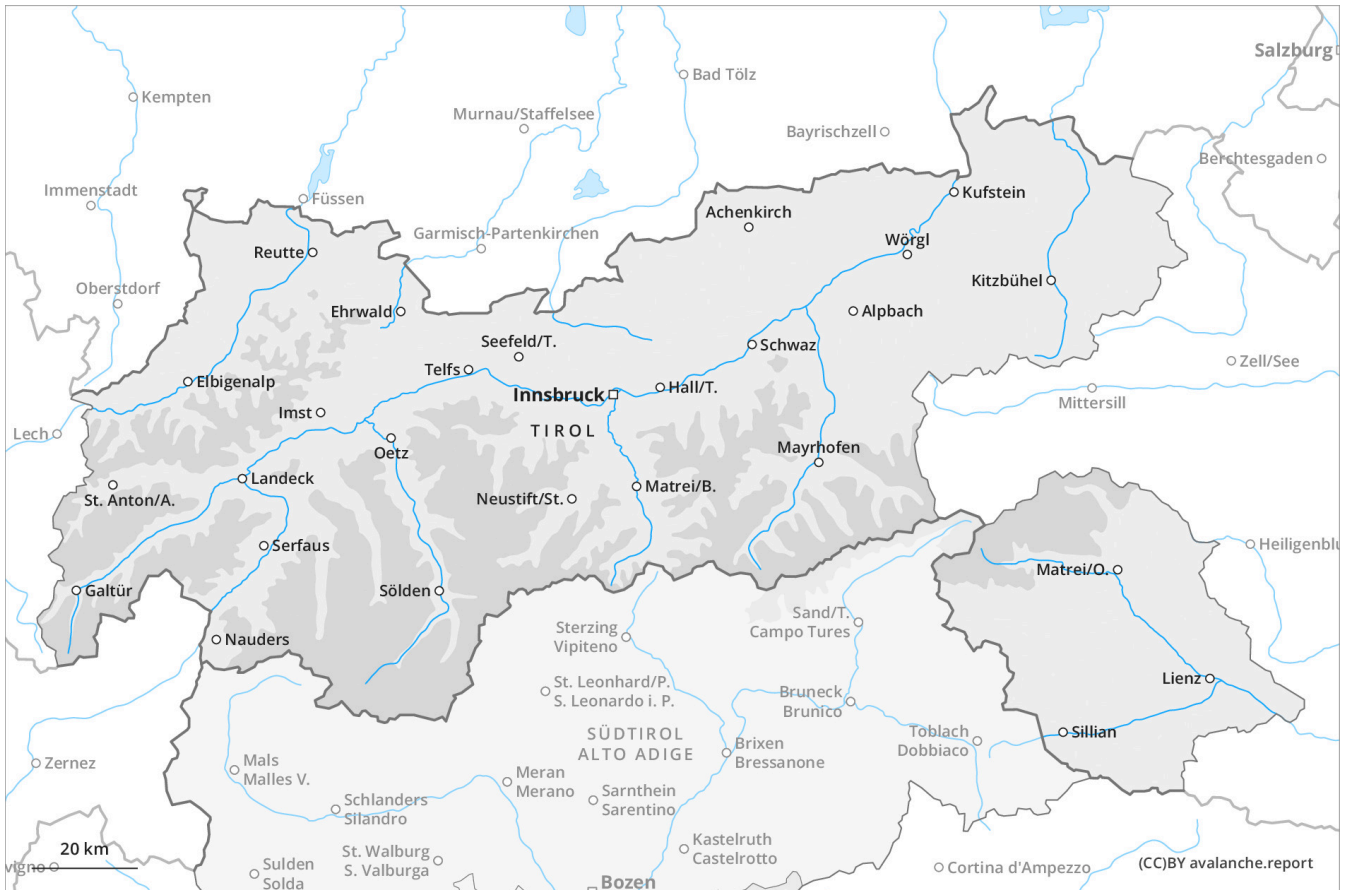 Salzburg
Bad Tölz
Kempten
Murnau/Staffelsee
Bayrischzell
Berchtesgaden
Immenstadt
Füssen
Kufstein
Achenkirch
Garmisch-Partenkirchen
Wörgl
Reutte
Kitzbühel
Oberstdorf
Ehrwald
Alpbach
Seefeld/T.
Schwaz
Zell/See
Telfs
Elbigenalp
Hall/T.
Innsbruck
Mittersill
Imst
TIROL
Lech
Oetz
Mayrhofen
Landeck
St. Anton/A.
Neustift/St.
Matrei/B.
Serfaus
Heiligenblu
Matrei/O.
Galtür
Sölden
Sand/T.
Campo Tures
Sterzing
Vipiteno
Nauders
Lienz
St. Leonhard/P.
S. Leonardo i. P.
Bruneck
Brunico
SÜDTIROL
ALTO ADIGE
Toblach
Dobbiaco
Sillian
Brixen
Bressanone
Zernez
Mals
Malles V.
Meran
Merano
Sarnthein
Sarentino
Schlanders
Silandro
Kastelruth
Castelrotto
20 km
St. Walburg
S. Valburga
vigno
Sulden
Solda
Cortina d'Ampezzo
(CC)BY avalanche.report
Bozen